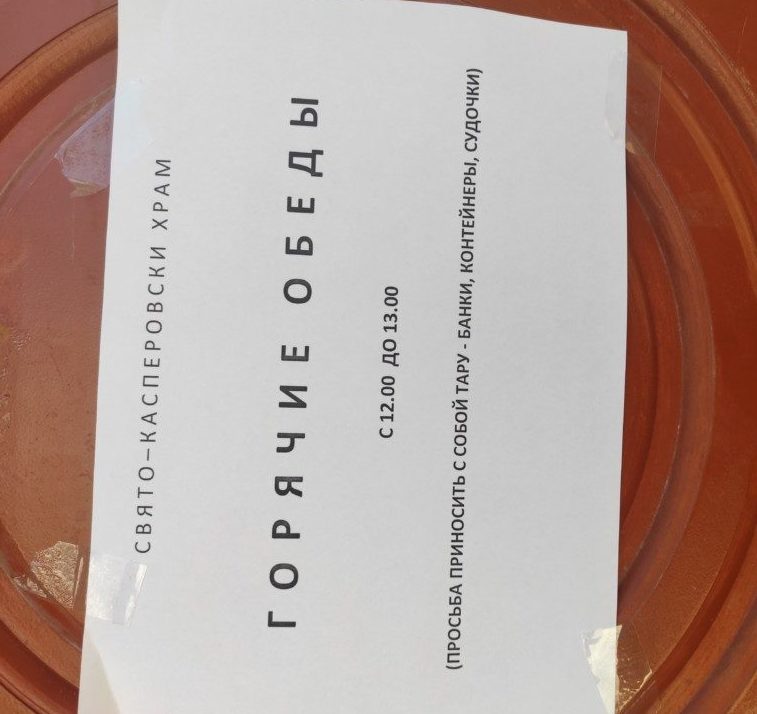 СВЯТО–КАСПЕРОВСКИ ХРАМ
ГОРЯЧИЕ ОБЕДЫ
С 12.00 ДО 13.00
(ПРОСЬБА ПРИНОСИТЬ С СОБОЙ ТАРУ - БАНКИ, КОНТЕЙНЕРЫ, СУДОЧКИ)